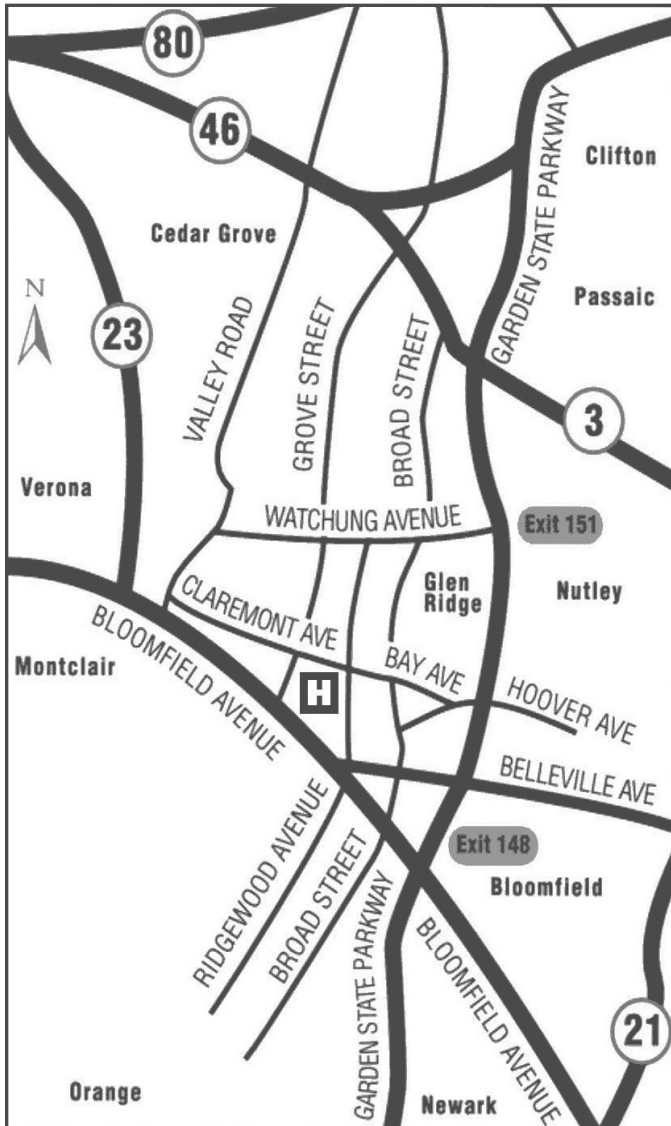 80
46
GARDEN STATE PARKWAY
Clifton
Cedar Grove
N
Passaic
23
VALLEY ROAD
GROVE STREET
BROAD STREET
3
Verona
WATCHUNG AVENUE
Exit 151
CLAREMONT AVE
Glen
Ridge
Nutley
BLOOMFIELD AVENUE
Montclair
BAY AVE
HOOVER AVE
H
BELLEVILLE AVE
RIDGEWOOD AVENUE
BROAD STREET
Exit 148
Bloomfield
GARDEN STATE PARKWAY
BLOOMFIELD AVENUE
21
Orange
Newark